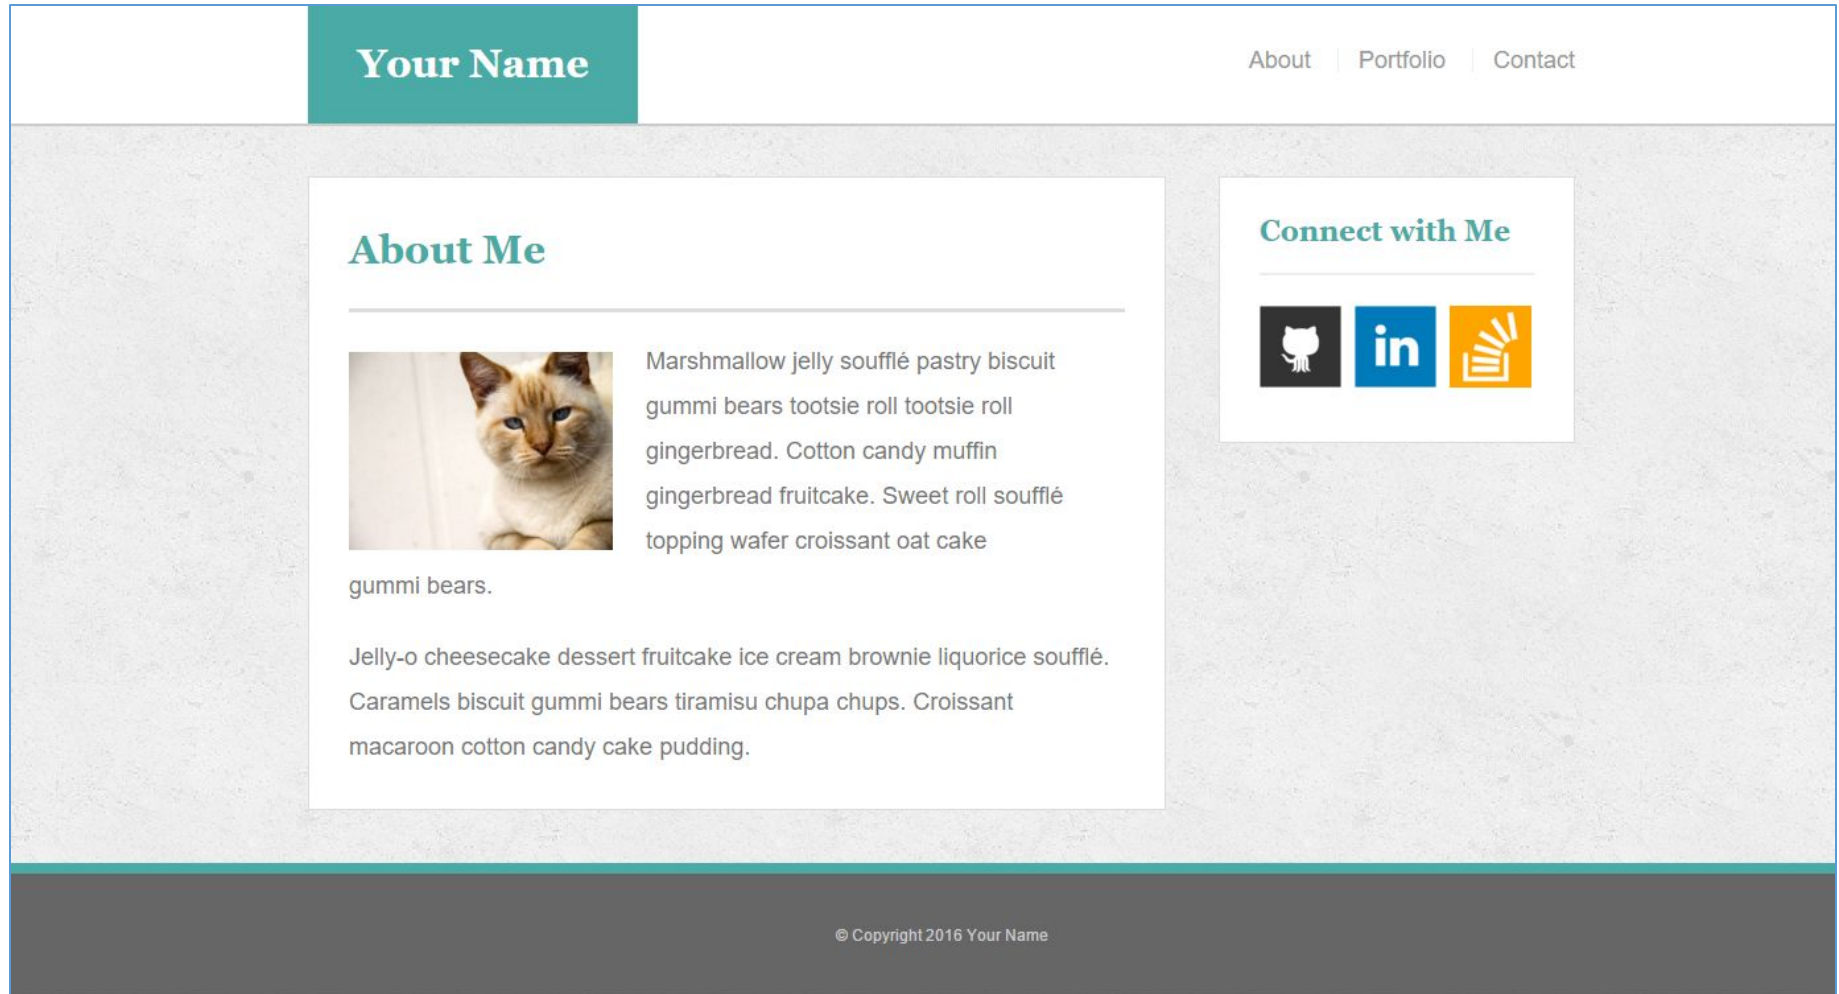 Your Name
About
Portfolio
Contact
About Me
Marshmallow jelly soufflé pastry biscuit
gummi bears tootsie roll tootsie roll
gingerbread. Cotton candy muffin
gingerbread fruitcake. Sweet roll soufflé
topping wafer croissant oat cake
gummi bears.
Jelly-o cheesecake dessert fruitcake ice cream brownie liquorice soufflé.
Caramels biscuit gummi bears tiramisu chupa chups. Croissant
macaroon cotton candy cake pudding.
Connect with Me
in
© Copyright 2016 Your Name